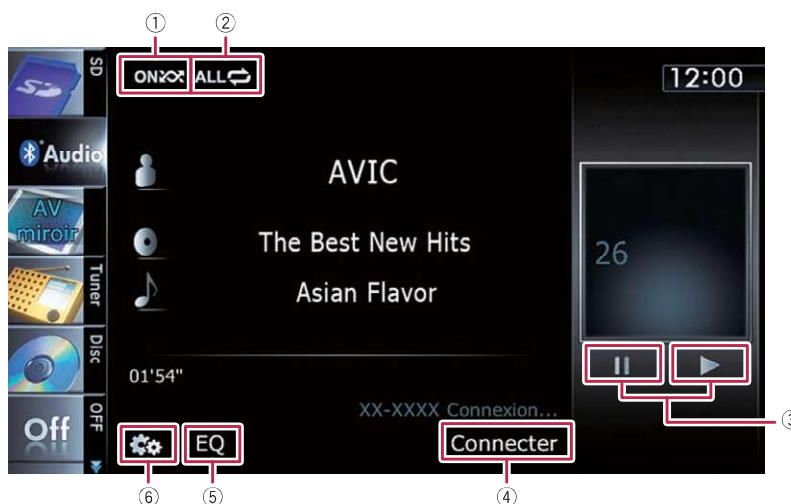 ① ②
SD
ON ALL
12:00
Audio
AVIC
AV
miroir
The Best New Hits
26
Tuner
Asian Flavor
Disc
01'54"
XX-XXXX Connexion...
③
Off
OFF
EQ
Connecter
⑥ ⑤ ④